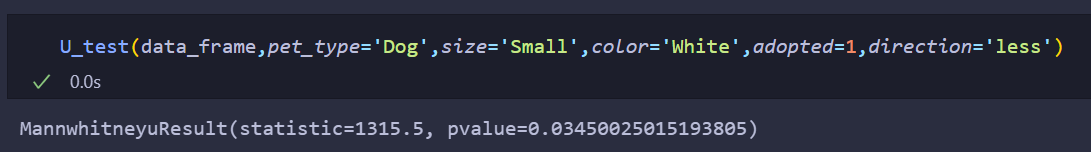 U_test(data_frame,pet_type='Dog',size='Small',color='White',adopted=1,direction='less')
0.0s
MannwhitneyuResult(statistic=1315.5, pvalue=0.03450025015193805)